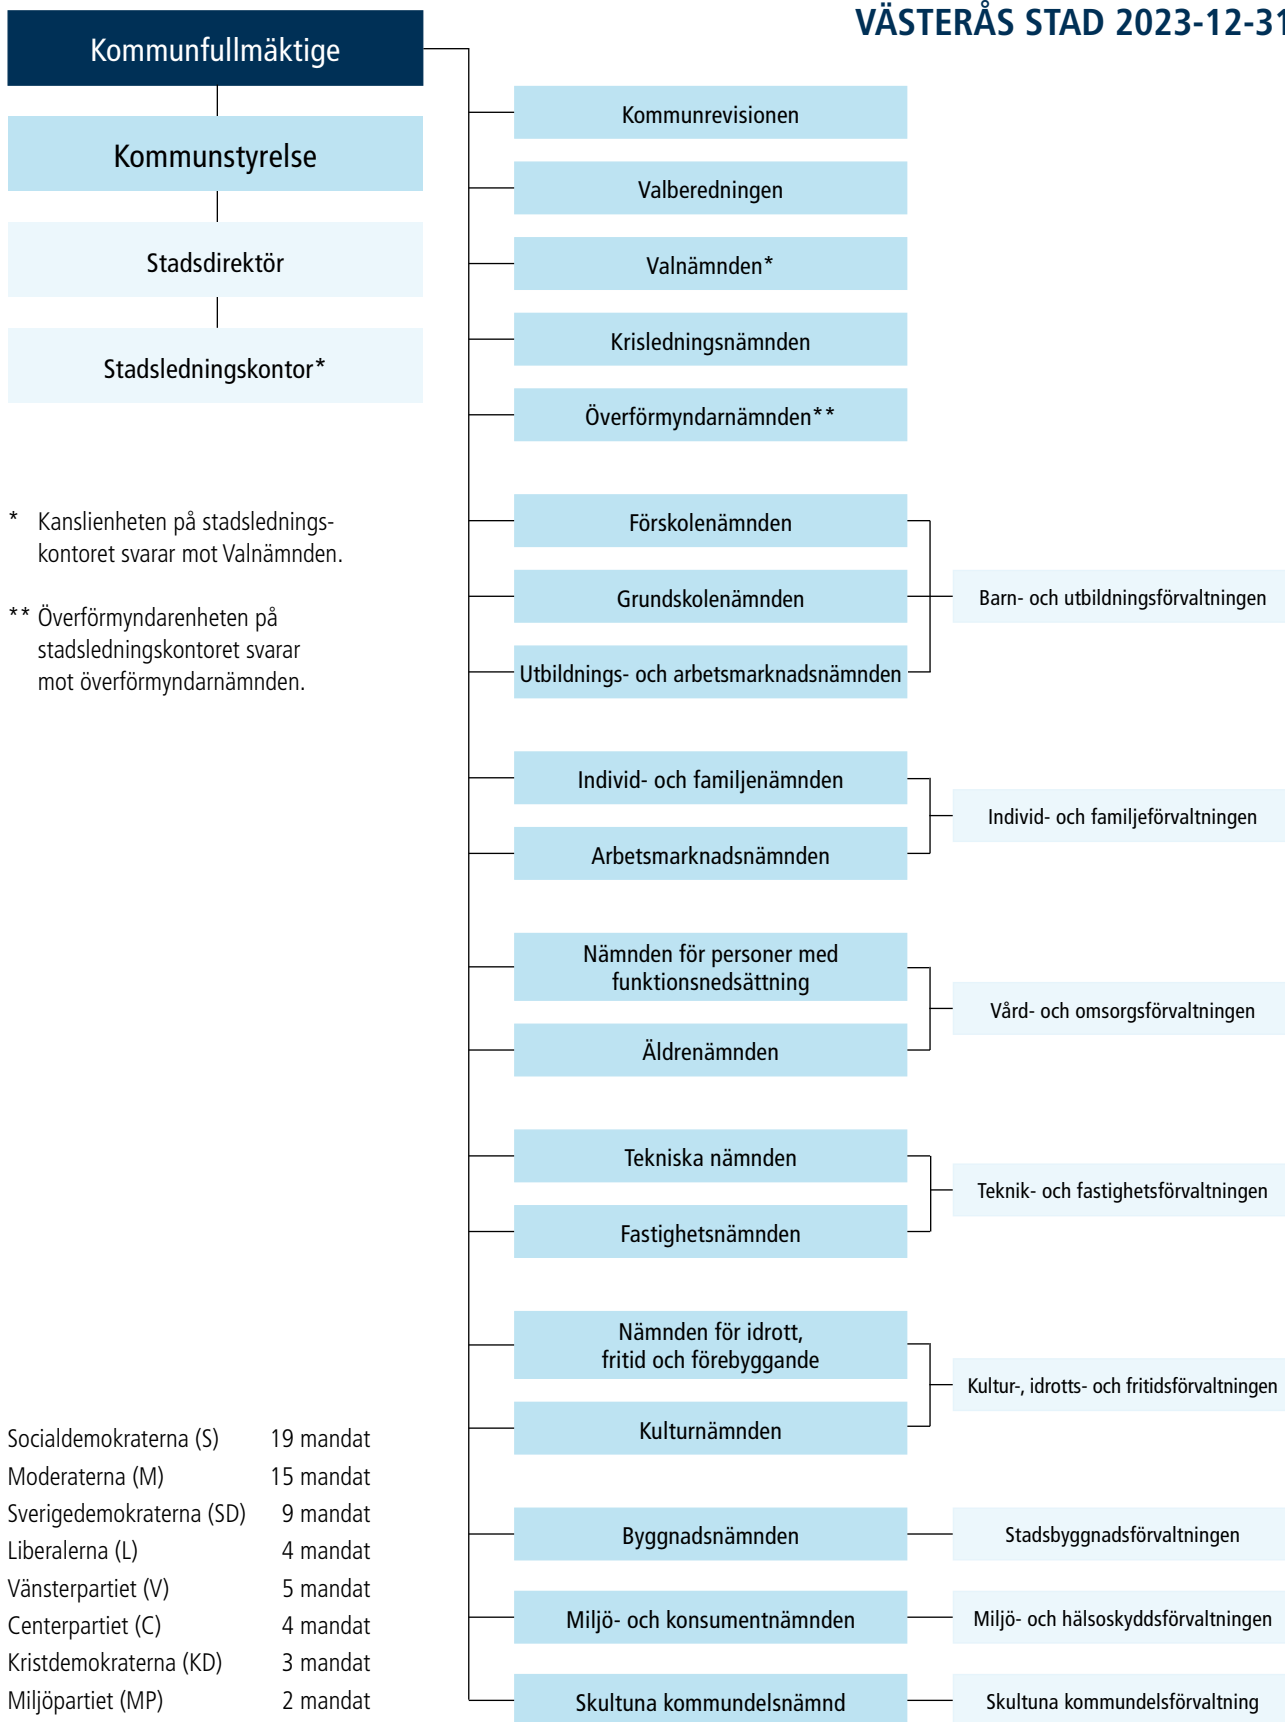 VÄSTERÅS STAD 2023-12-31
Kommunfullmäktige
Kommunstyrelse
Stadsdirektör
Stadsledningskontor*
* Kanslienheten på stadslednings-
kontoret svarar mot Valnämnden.
** Överförmyndarenheten på
stadsledningskontoret svarar
mot överförmyndarnämnden.
Kommunrevisionen
Valberedningen
Valnämnden*
Krisledningsnämnden
Överförmyndarnämnden**
Förskolenämnden
Grundskolenämnden
Utbildnings- och arbetsmarknadsnämnden
Barn- och utbildningsförvaltningen
Individ- och familjenämnden
Arbetsmarknadsnämnden
Individ- och familjeförvaltningen
Nämnden för personer med
funktionsnedsättning
Äldrenämnden
Vård- och omsorgsförvaltningen
Tekniska nämnden
Fastighetsnämnden
Teknik- och fastighetsförvaltningen
Nämnden för idrott,
fritid och förebyggande
Kulturnämnden
Kultur-, idrotts- och fritidsförvaltningen
Byggnadsnämnden
Stadsbyggnadsförvaltningen
Miljö- och konsumentnämnden
Miljö- och hälsoskyddsförvaltningen
Skultuna kommundelsnämnd
Skultuna kommundelsförvaltning
Socialdemokraterna (S) 19 mandat
Moderaterna (M) 15 mandat
Sverigedemokraterna (SD) 9 mandat
Liberalerna (L) 4 mandat
Vänsterpartiet (V) 5 mandat
Centerpartiet (C) 4 mandat
Kristdemokraterna (KD) 3 mandat
Miljöpartiet (MP) 2 mandat